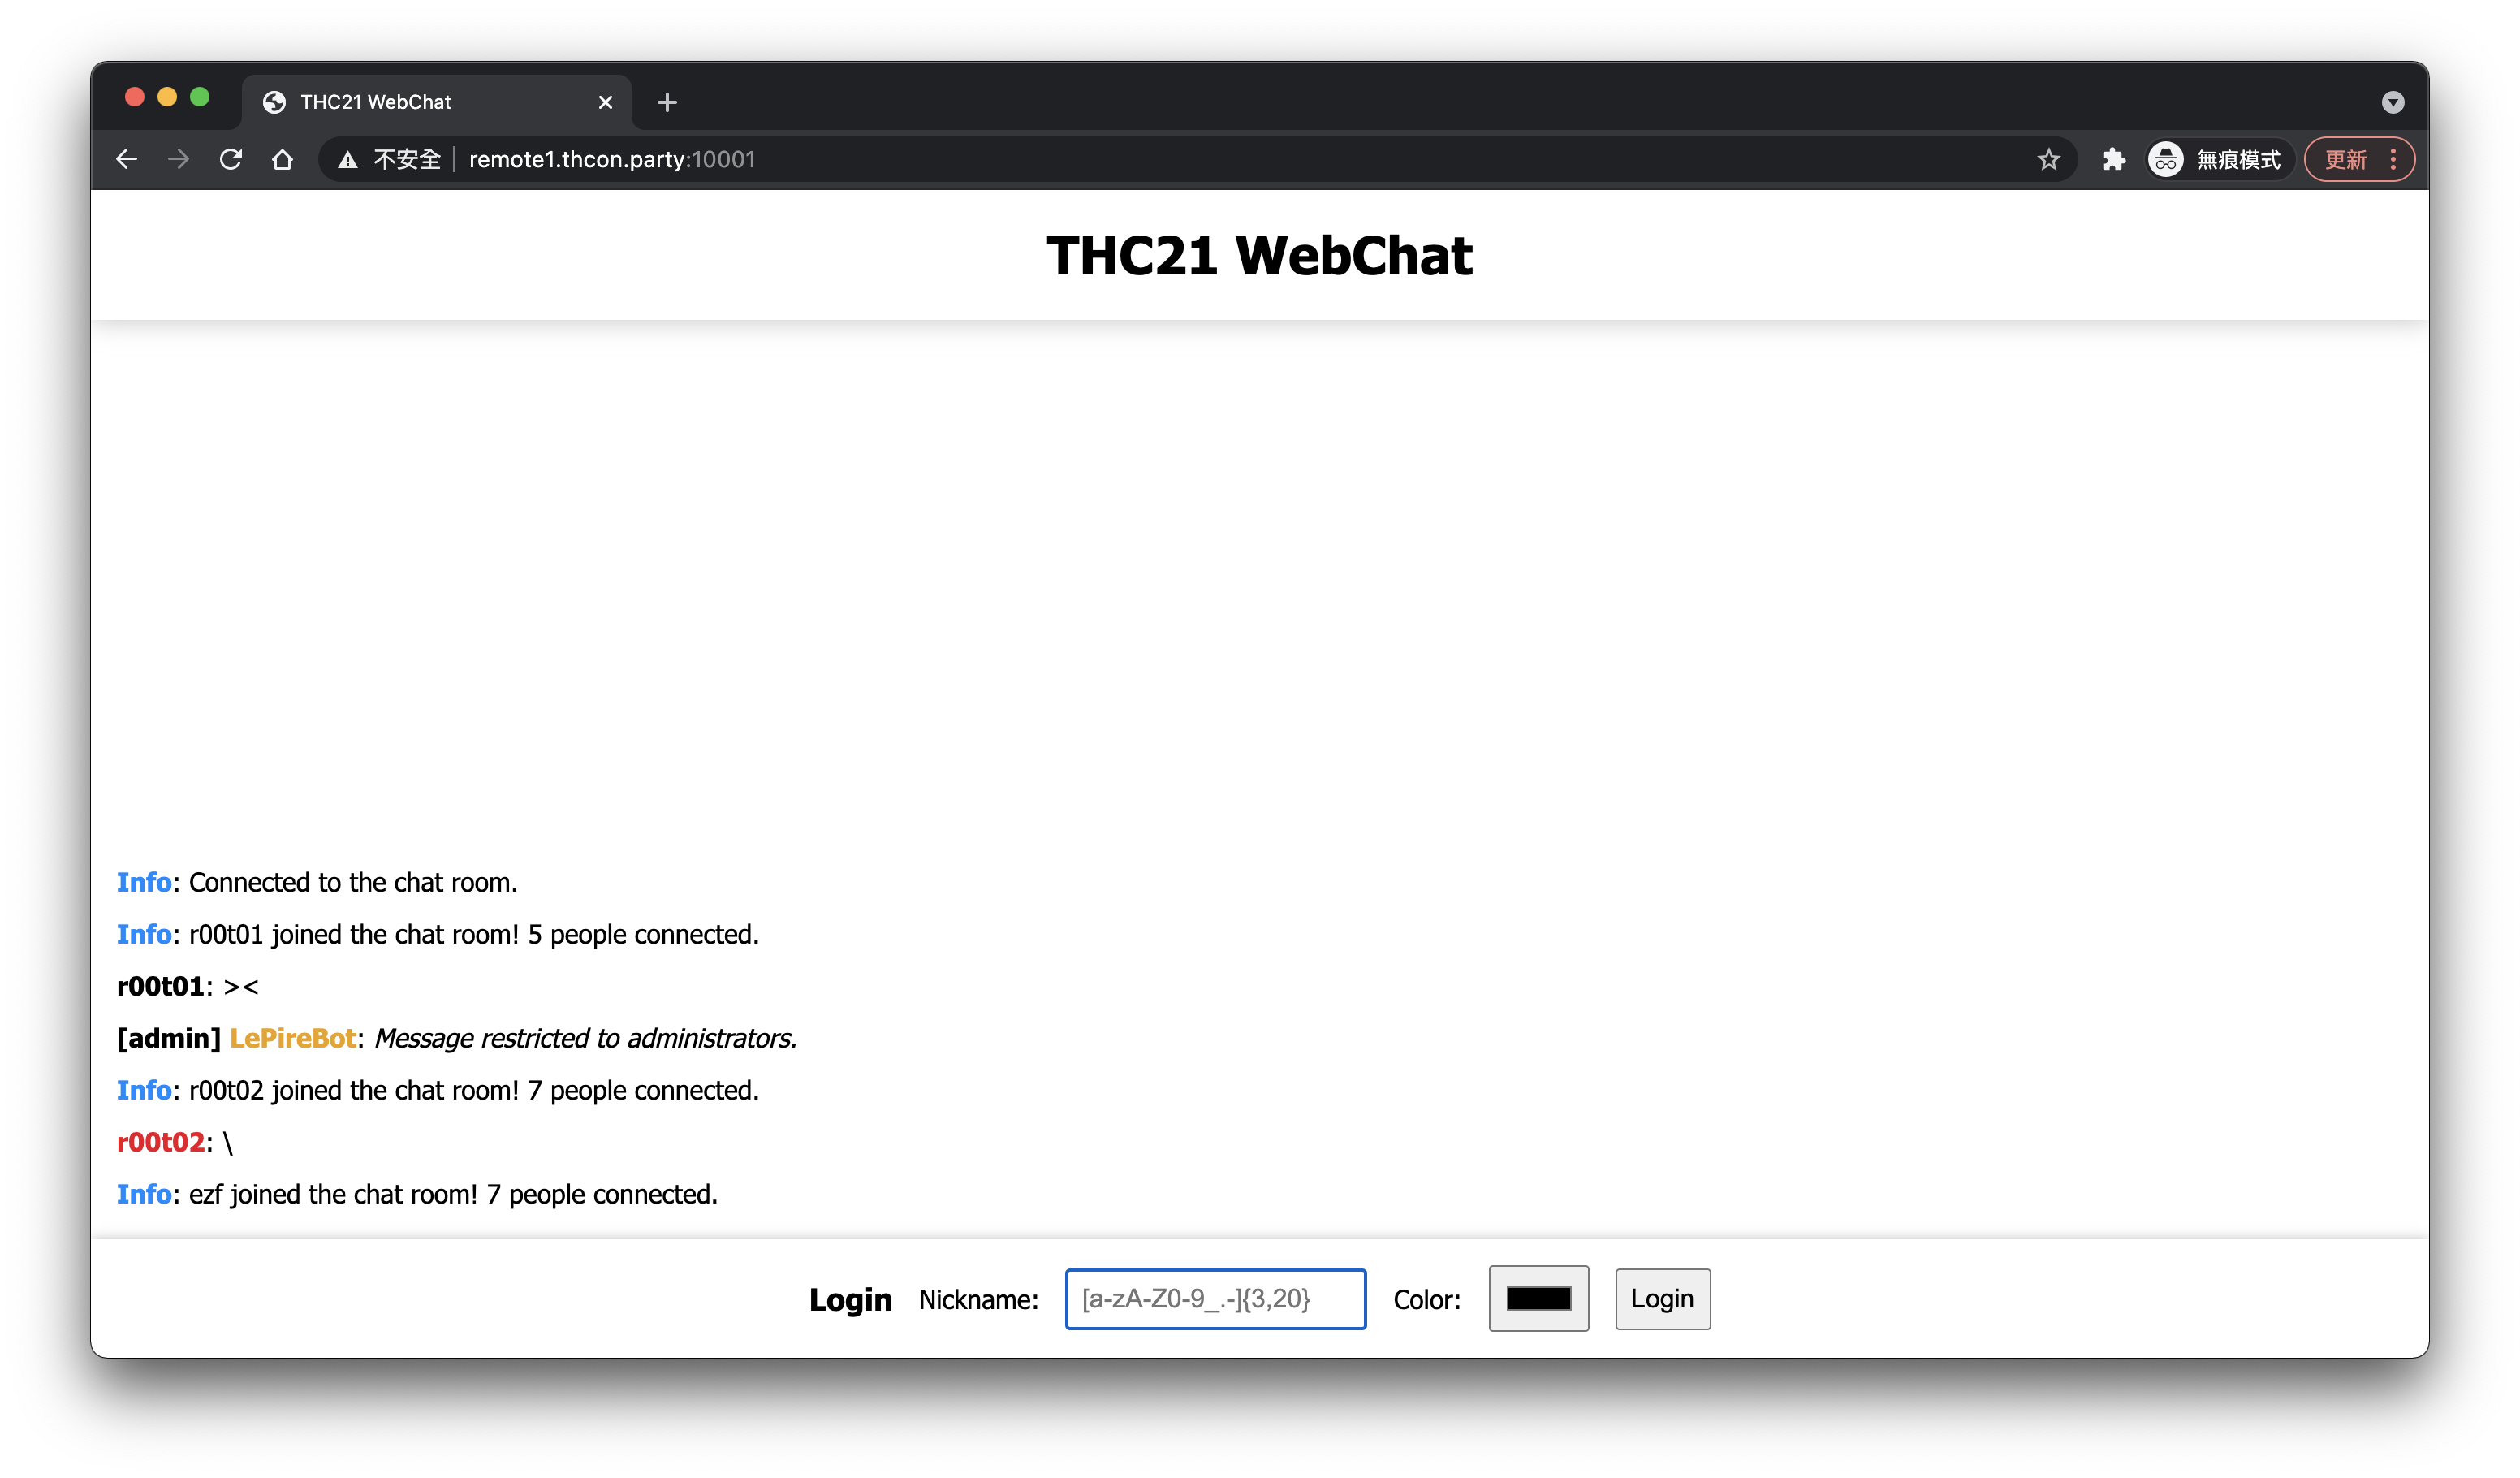 THC21 WebChat
不安全 remote1.thcon.party:10001 無痕模式 更新
THC21 WebChat
Info: Connected to the chat room.
Info: r00t01 joined the chat room! 5 people connected.
r00t01: ><
[admin] LePireBot: Message restricted to administrators.
Info: r00t02 joined the chat room! 7 people connected.
r00t02: \
Info: ezf joined the chat room! 7 people connected.
Login Nickname: [a-zA-Z0-9_.-]{3,20} Color: Login